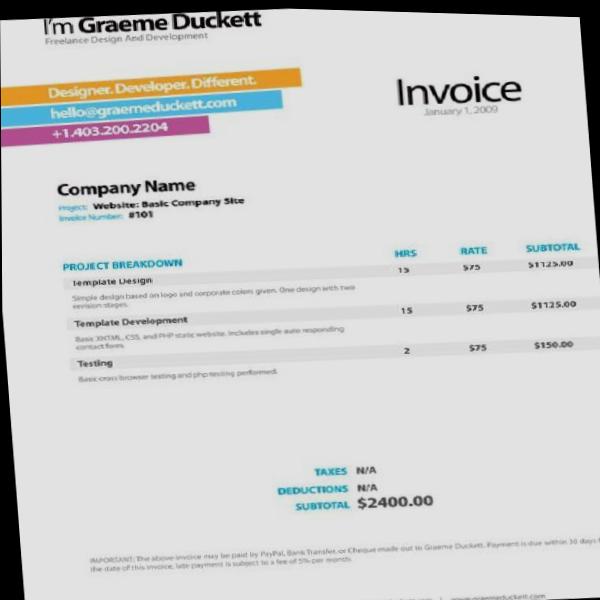 I'm Graeme Duckett
Freelance Design And Development
Designer. Developer. Different.
hello@graemeduckett.com
+1.403.200.2204
Invoice
January 1, 2009
Company Name
Project: Website: Basic Company Site
Invoice Number: #101
PROJECT BREAKDOWN HRS RATE SUBTOTAL
Template Design 15 $75 $1125.00
Simple design based on logo and corporate colors given. One design with two
revision stages.
Template Development 15 $75 $1125.00
Basic XHTML, CSS, and PHP static website. Includes single auto responding
contact form.
Testing 2 $75 $150.00
Basic cross browser testing and php testing performed.
TAXES N/A
DEDUCTIONS N/A
SUBTOTAL $2400.00
IMPORTANT: The above invoice may be paid by PayPal, Bank Transfer, or Cheque made out to Graeme Duckett. Payment is due within 30 days f
the date of this invoice, late payment is subject to a fee of 5% per month.
| www.graemeduckett.com